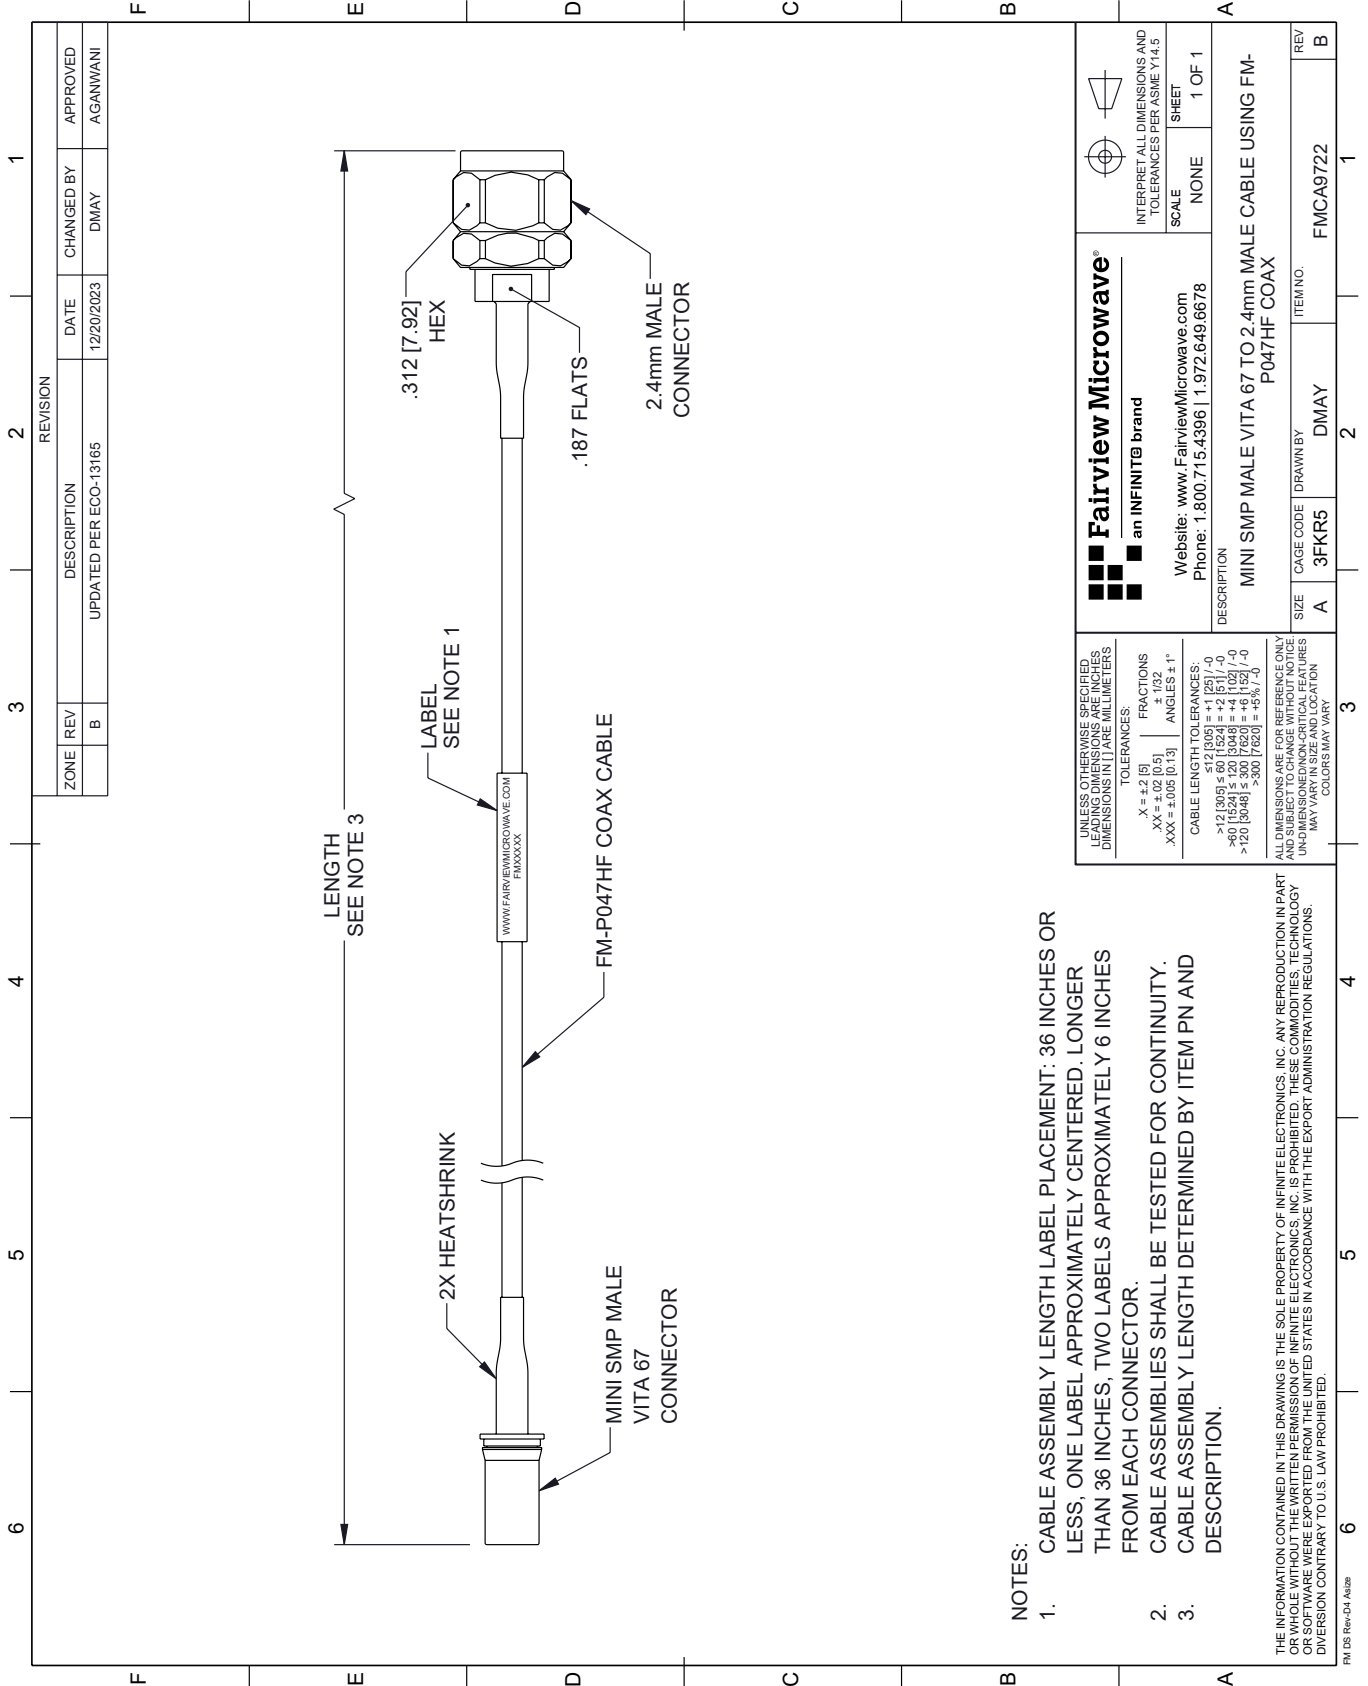 6
5
4
3
2
1
F
E
D
C
B
A
REVISION
ZONE REV DESCRIPTION DATE CHANGED BY APPROVED
B UPDATED PER ECO-13165 12/20/2023 DMAY AGANWANI
LENGTH
SEE NOTE 3
LABEL
SEE NOTE 1
.312 [7.92]
HEX
2X HEATSHRINK
WWW.FAIRVIEWMICROWAVE.COM
FMXXXXX
.187 FLATS
FM-P047HF COAX CABLE
MINI SMP MALE
VITA 67
CONNECTOR
2.4mm MALE
CONNECTOR
NOTES:
1. CABLE ASSEMBLY LENGTH LABEL PLACEMENT: 36 INCHES OR
LESS, ONE LABEL APPROXIMATELY CENTERED. LONGER
THAN 36 INCHES, TWO LABELS APPROXIMATELY 6 INCHES
FROM EACH CONNECTOR.
2. CABLE ASSEMBLIES SHALL BE TESTED FOR CONTINUITY.
3. CABLE ASSEMBLY LENGTH DETERMINED BY ITEM PN AND
DESCRIPTION.
THE INFORMATION CONTAINED IN THIS DRAWING IS THE SOLE PROPERTY OF INFINITE ELECTRONICS, INC. ANY REPRODUCTION IN PART
OR WHOLE WITHOUT THE WRITTEN PERMISSION OF INFINITE ELECTRONICS, INC. IS PROHIBITED. THESE COMMODITIES, TECHNOLOGY
OR SOFTWARE WERE EXPORTED FROM THE UNITED STATES IN ACCORDANCE WITH THE EXPORT ADMINISTRATION REGULATIONS.
DIVERSION CONTRARY TO U.S. LAW PROHIBITED.
UNLESS OTHERWISE SPECIFIED
LEADING DIMENSIONS ARE INCHES
DIMENSIONS IN [ ] ARE MILLIMETERS
TOLERANCES:
.X = ±.2 [5] FRACTIONS
.XX = ±.02 [0.5] ± 1/32
.XXX = ±.005 [0.13] ANGLES ± 1°
CABLE LENGTH TOLERANCES:
≤12 [305] = +1 [25] / -0
>12 [305] ≤ 60 [1524] = +2 [51] / -0
>60 [1524] ≤ 120 [3048] = +4 [102] / -0
>120 [3048] ≤ 300 [7620] = +6 [152] / -0
>300 [7620] = +5% / -0
ALL DIMENSIONS ARE FOR REFERENCE ONLY
AND SUBJECT TO CHANGE WITHOUT NOTICE.
UN-DIMENSIONED/NON-CRITICAL FEATURES
MAY VARY IN SIZE AND LOCATION
COLORS MAY VARY
Fairview Microwave®
an INFINIT℮ brand
Website: www.FairviewMicrowave.com
Phone: 1.800.715.4396 | 1.972.649.6678
INTERPRET ALL DIMENSIONS AND
TOLERANCES PER ASME Y14.5
SCALE NONE SHEET 1 OF 1
DESCRIPTION
MINI SMP MALE VITA 67 TO 2.4mm MALE CABLE USING FM-
P047HF COAX
SIZE A CAGE CODE 3FKR5 DRAWN BY DMAY ITEM NO. FMCA9722 REV B
F
E
D
C
B
A
6
5
4
3
2
1
FM DS Rev-D4 Asize